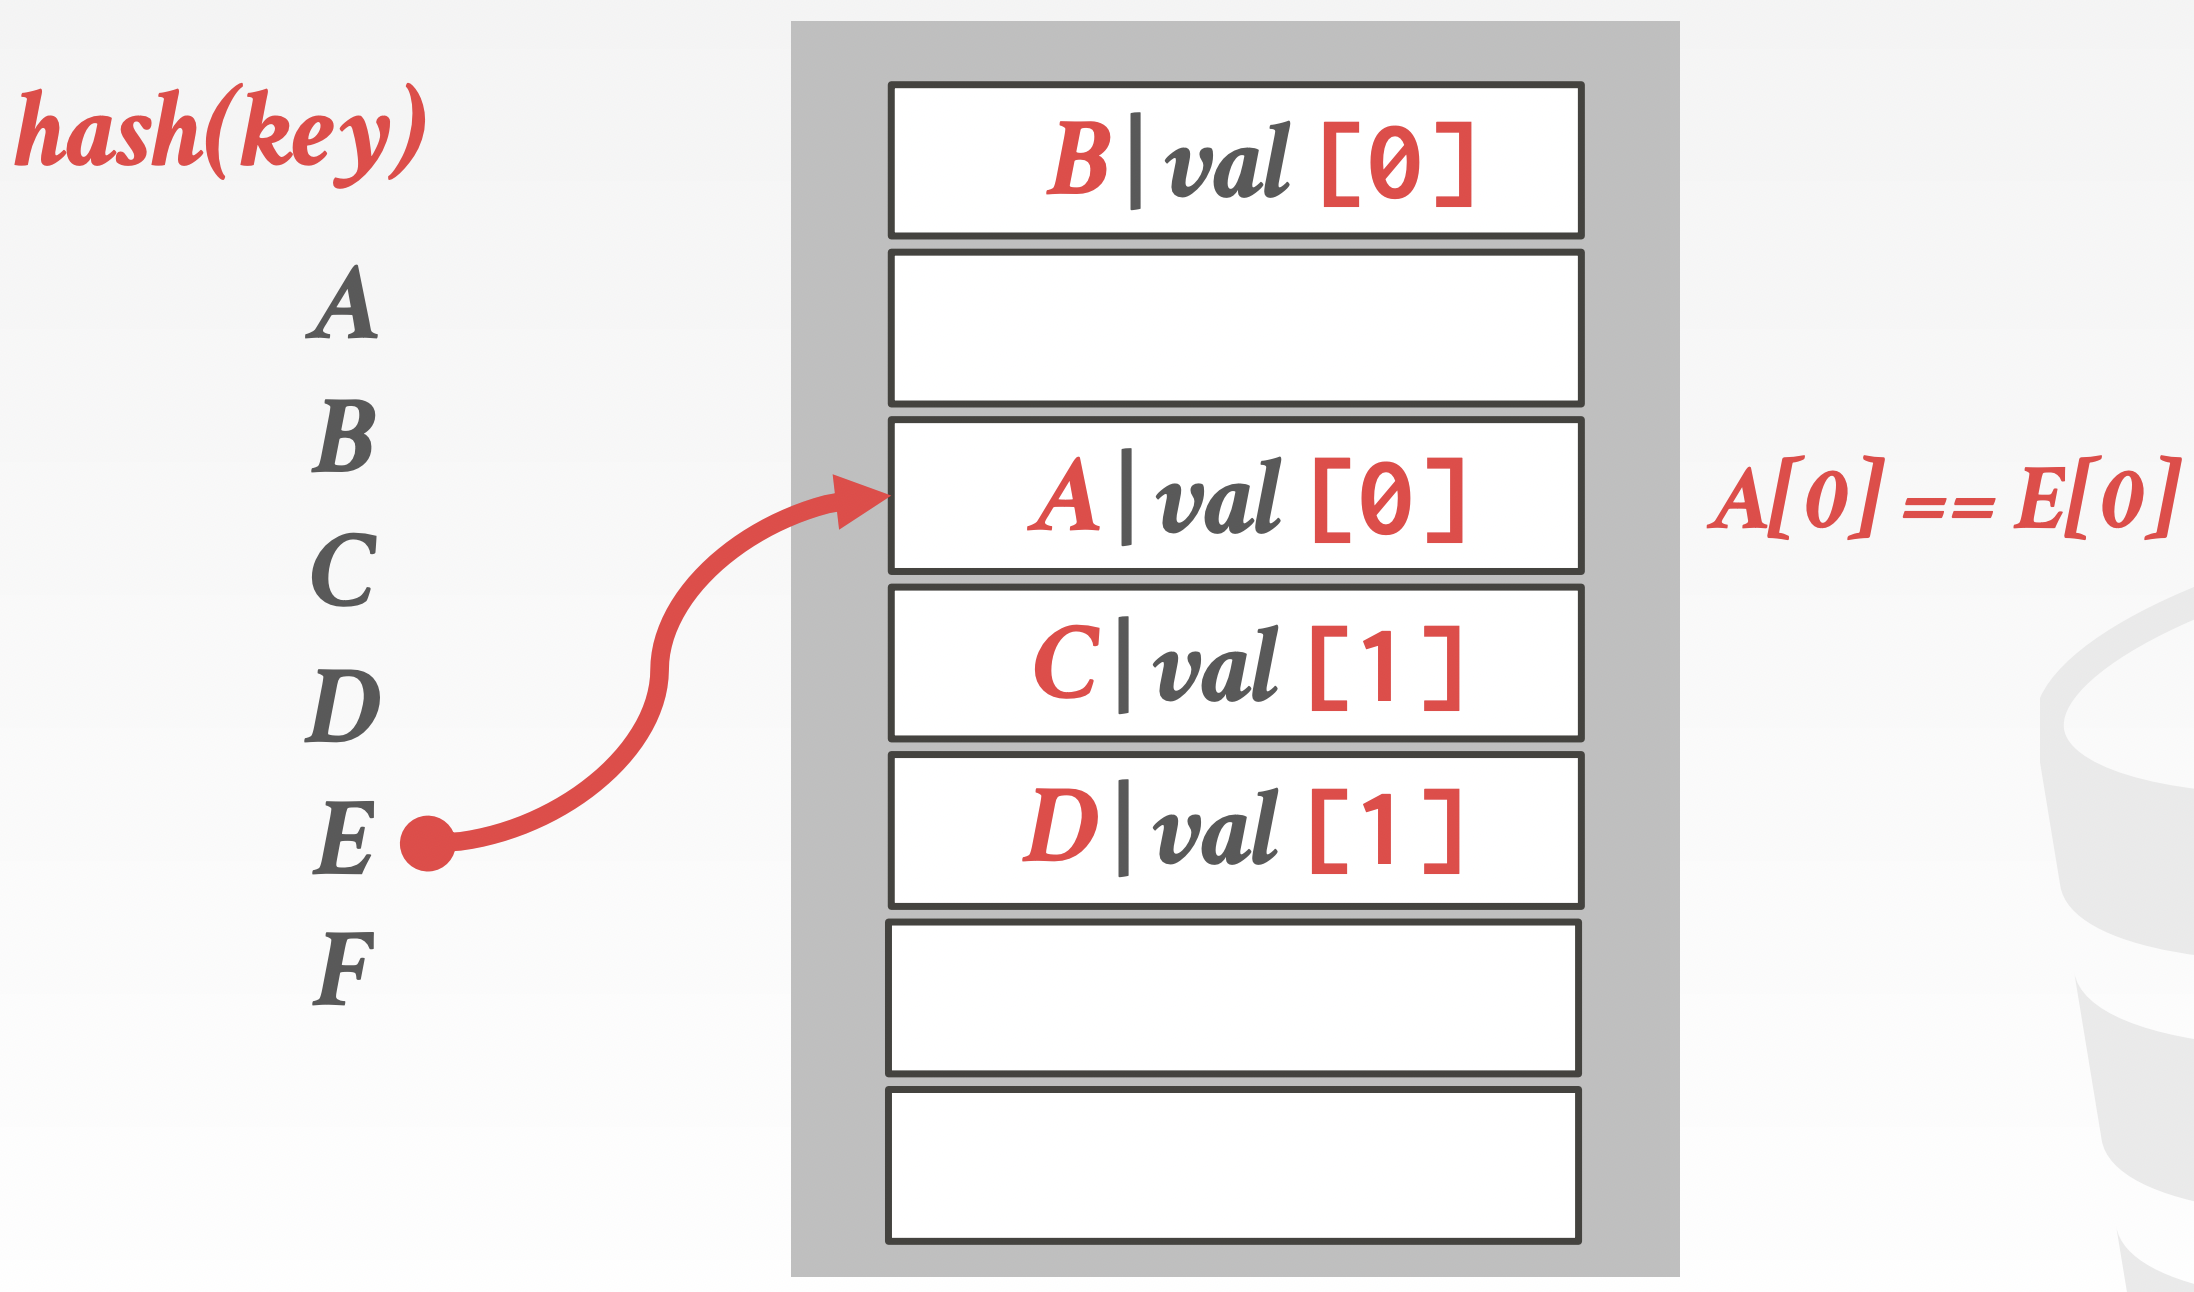 hash(key)
A
B
C
D
E
F
B|val [0]
A|val [0]
C|val [1]
D|val [1]
A[0] == E[0]